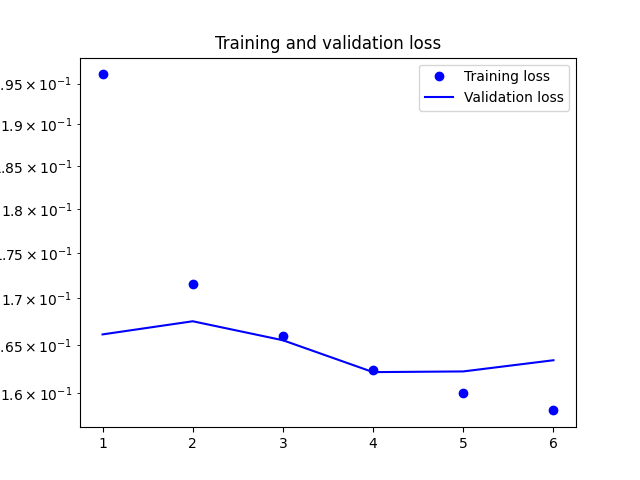 Training and validation loss
Training loss
Validation loss
.95 × 10⁻¹
1.9 × 10⁻¹
.85 × 10⁻¹
1.8 × 10⁻¹
.75 × 10⁻¹
1.7 × 10⁻¹
.65 × 10⁻¹
1.6 × 10⁻¹
1 2 3 4 5 6